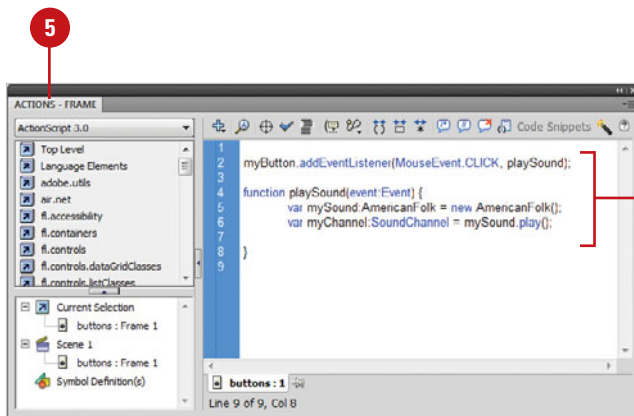 5
ACTIONS - FRAME
ActionScript 3.0
Code Snippets
Top Level
Language Elements
adobe.utils
air.net
fl.accessibility
fl.containers
fl.controls
fl.controls.dataGridClasses
fl.controls.listClasses
Current Selection
buttons : Frame 1
Scene 1
buttons : Frame 1
Symbol Definition(s)
1
2 myButton.addEventListener(MouseEvent.CLICK, playSound);
3
4 function playSound(event:Event) {
5 var mySound:AmericanFolk = new AmericanFolk();
6 var myChannel:SoundChannel = mySound.play();
7
8 }
9
buttons : 1
Line 9 of 9, Col 8